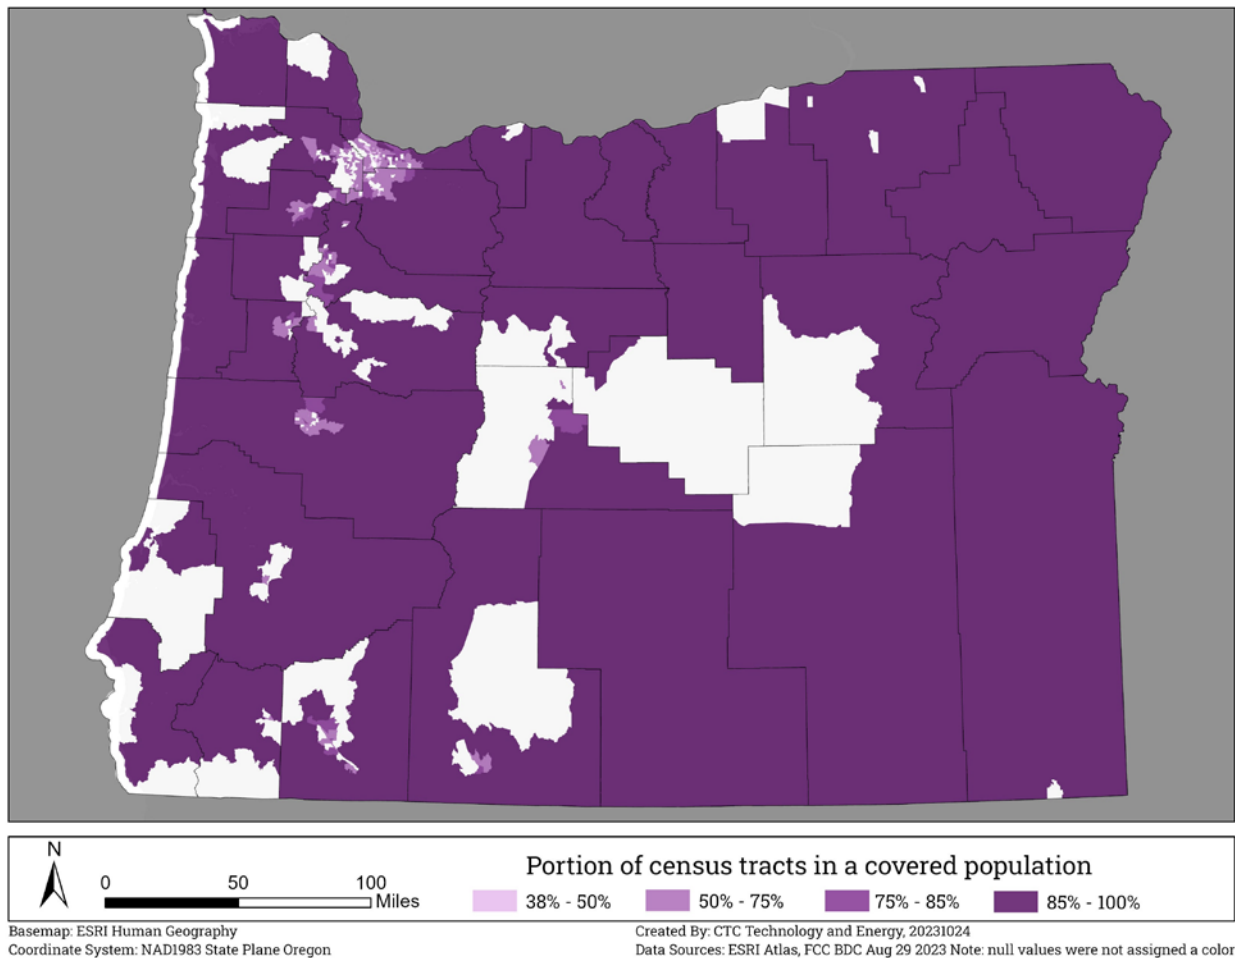 N
0 50 100
Miles
Portion of census tracts in a covered population
38% - 50% 50% - 75% 75% - 85% 85% - 100%
Basemap: ESRI Human Geography
Coordinate System: NAD1983 State Plane Oregon
Created By: CTC Technology and Energy, 20231024
Data Sources: ESRI Atlas, FCC BDC Aug 29 2023 Note: null values were not assigned a color